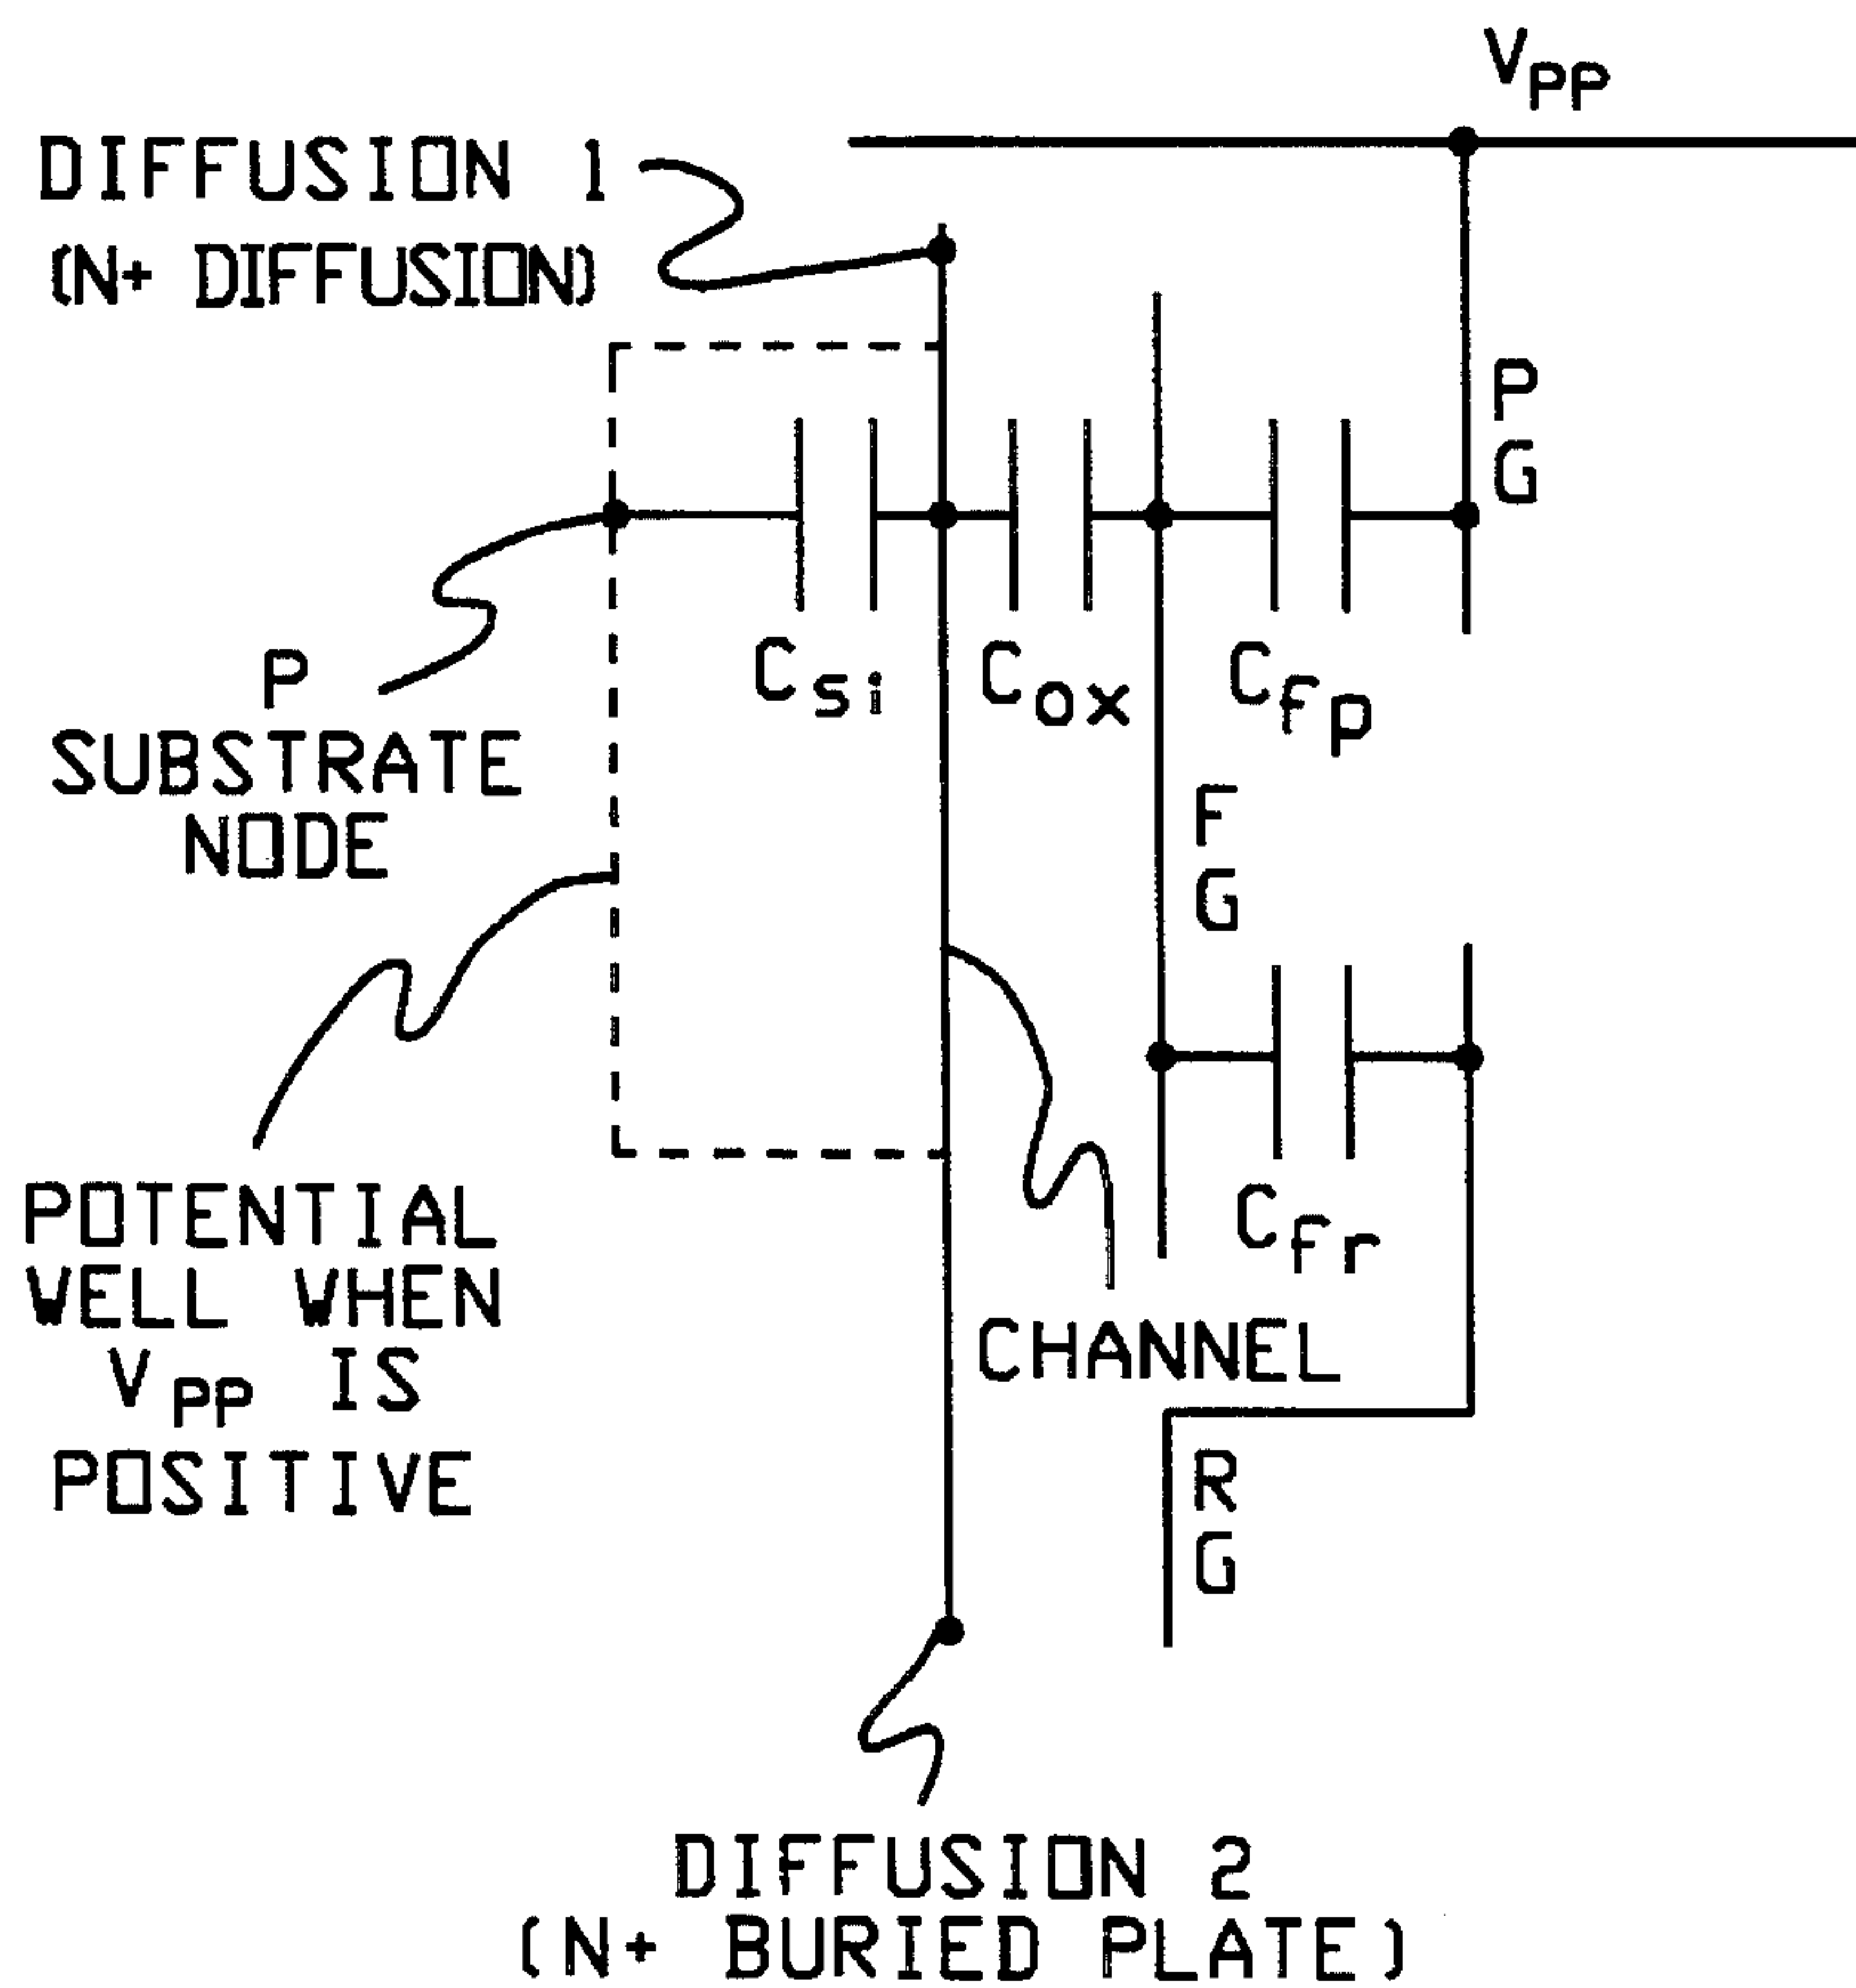 V_PP
DIFFUSION 1
(N+ DIFFUSION)
P
G
C_si
C_ox
C_fp
P
SUBSTRATE
NODE
F
G
C_fr
POTENTIAL
WELL WHEN
V_PP IS
POSITIVE
CHANNEL
R
G
DIFFUSION 2
(N+ BURIED PLATE)